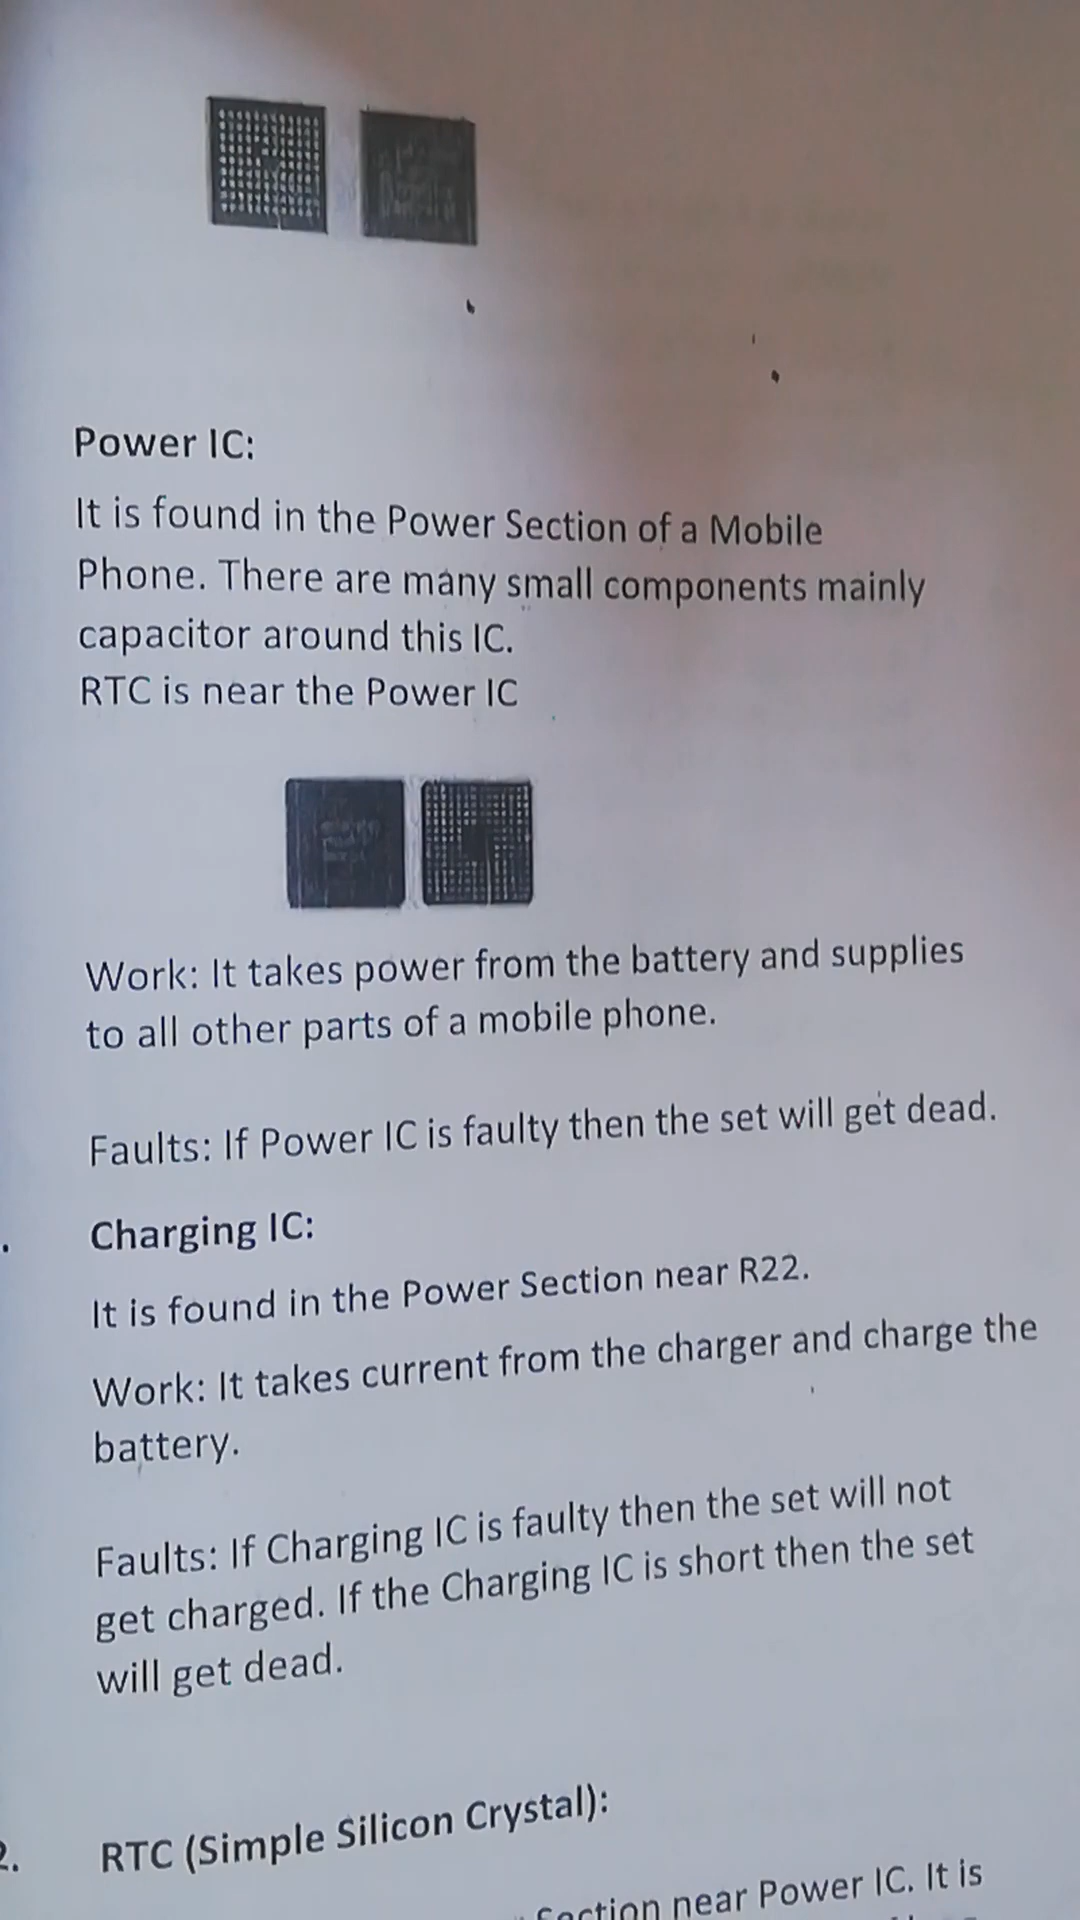 Power IC:
It is found in the Power Section of a Mobile
Phone. There are many small components mainly
capacitor around this IC.
RTC is near the Power IC
Work: It takes power from the battery and supplies
to all other parts of a mobile phone.
Faults: If Power IC is faulty then the set will get dead.
. Charging IC:
It is found in the Power Section near R22.
Work: It takes current from the charger and charge the
battery.
Faults: If Charging IC is faulty then the set will not
get charged. If the Charging IC is short then the set
will get dead.
2. RTC (Simple Silicon Crystal):
Section near Power IC. It is